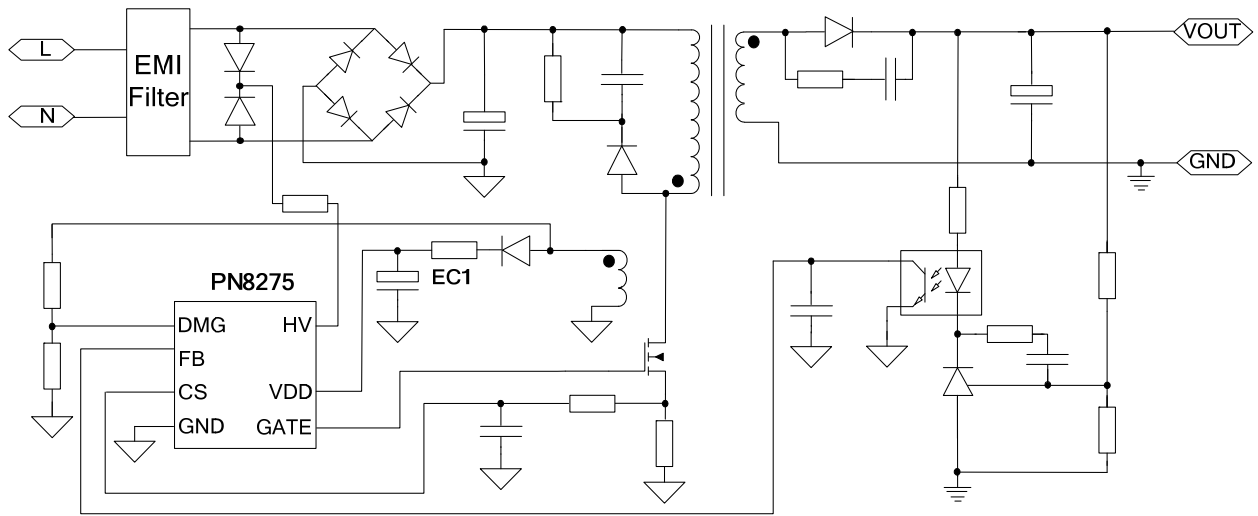 L
N
EMI
Filter
VOUT
GND
EC1
PN8275
DMG
HV
FB
CS
VDD
GND
GATE